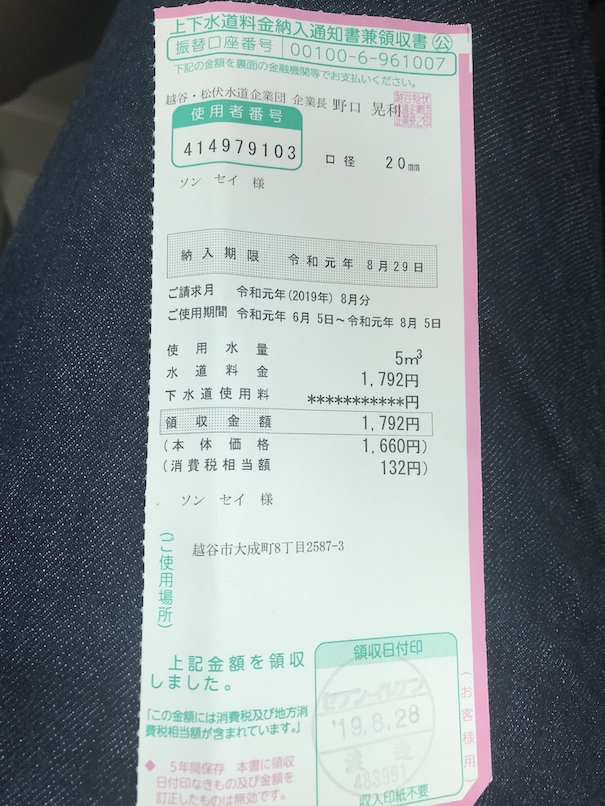 上下水道料金納入通知書兼領収書 公
振替口座番号 00100-6-961007
下記の金額を裏面の金融機関等でお支払いください。
越谷・松伏水道企業団 企業長 野口 晃利
使用者番号
414979103
口径 20㎜
ソン セイ 様
納入期限 令和元年 8月29日
ご請求月 令和元年(2019年) 8月分
ご使用期間 令和元年 6月 5日～令和元年 8月 5日
使用水量 5㎥
水道料金 1,792円
下水道使用料 ***********円
領収金額 1,792円
(本体価格 1,660円)
(消費税相当額 132円)
ソン セイ 様
(ご使用場所)
越谷市大成町8丁目2587-3
上記金額を領収
しました。
「この金額には消費税及び地方消
費税相当額が含まれています。」
◆ 5年間保存 本書に領収
日付印なきもの及び金額を
訂正したものは無効です。
領収日付印
セブン-イレブン
'19.8.28
渡邊
483991
収入印紙不要
(お客様用)